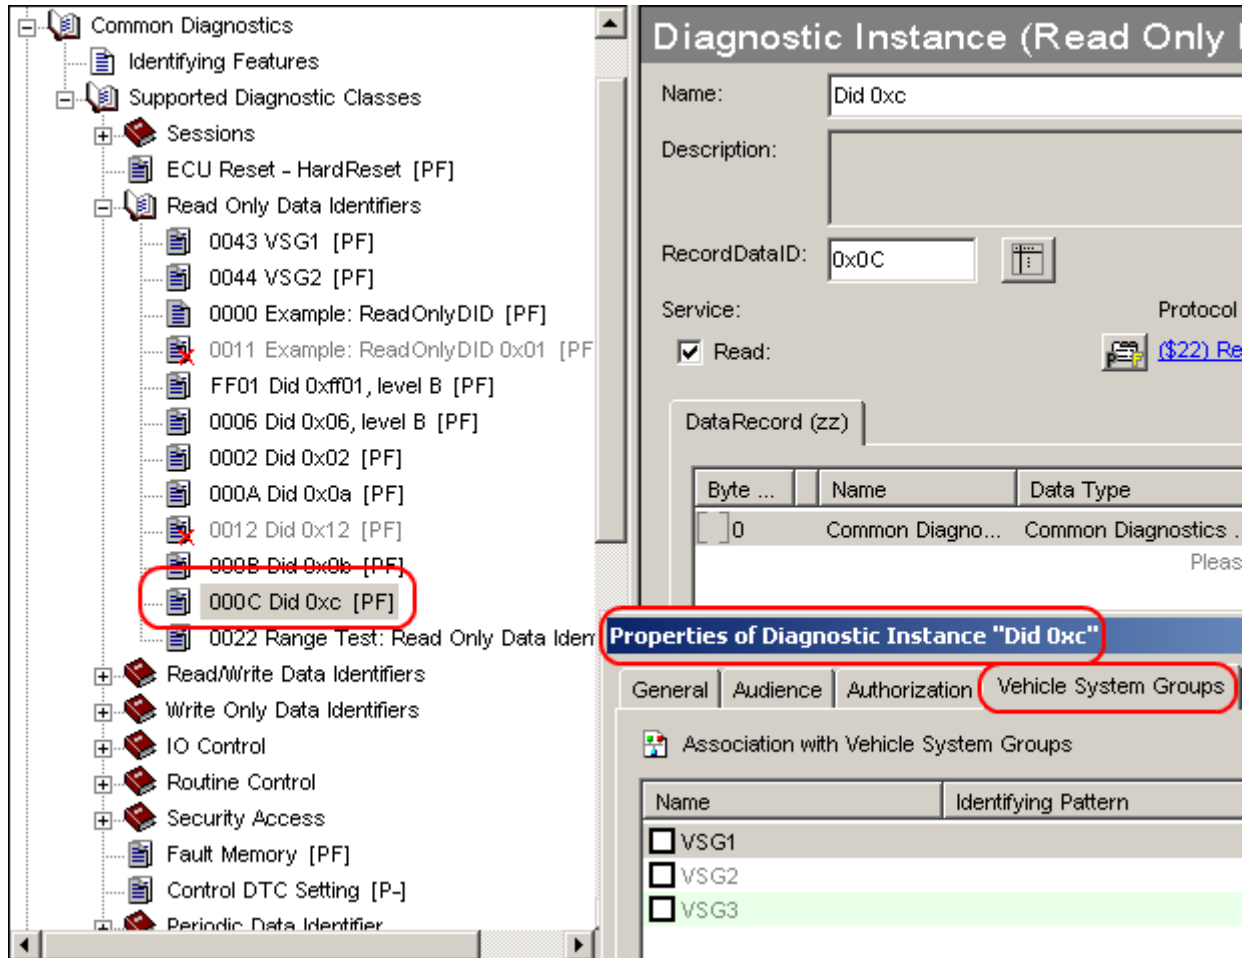 Common Diagnostics
Identifying Features
Supported Diagnostic Classes
Sessions
ECU Reset - HardReset [PF]
Read Only Data Identifiers
0043 VSG1 [PF]
0044 VSG2 [PF]
0000 Example: ReadOnlyDID [PF]
0011 Example: ReadOnlyDID 0x01 [PF
FF01 Did 0xff01, level B [PF]
0006 Did 0x06, level B [PF]
0002 Did 0x02 [PF]
000A Did 0x0a [PF]
0012 Did 0x12 [PF]
000B Did 0x0b [PF]
000C Did 0xc [PF]
0022 Range Test: Read Only Data Iden
Read/Write Data Identifiers
Write Only Data Identifiers
IO Control
Routine Control
Security Access
Fault Memory [PF]
Control DTC Setting [P-]
Periodic Data Identifier
Diagnostic Instance (Read Only
Name: Did 0xc
Description:
RecordDataID: 0x0C
Service: Protocol
Read: ($22) Re
DataRecord (zz)
Byte ... Name Data Type
0 Common Diagno... Common Diagnostics .
Pleas
Properties of Diagnostic Instance "Did 0xc"
General Audience Authorization Vehicle System Groups
Association with Vehicle System Groups
Name Identifying Pattern
VSG1
VSG2
VSG3